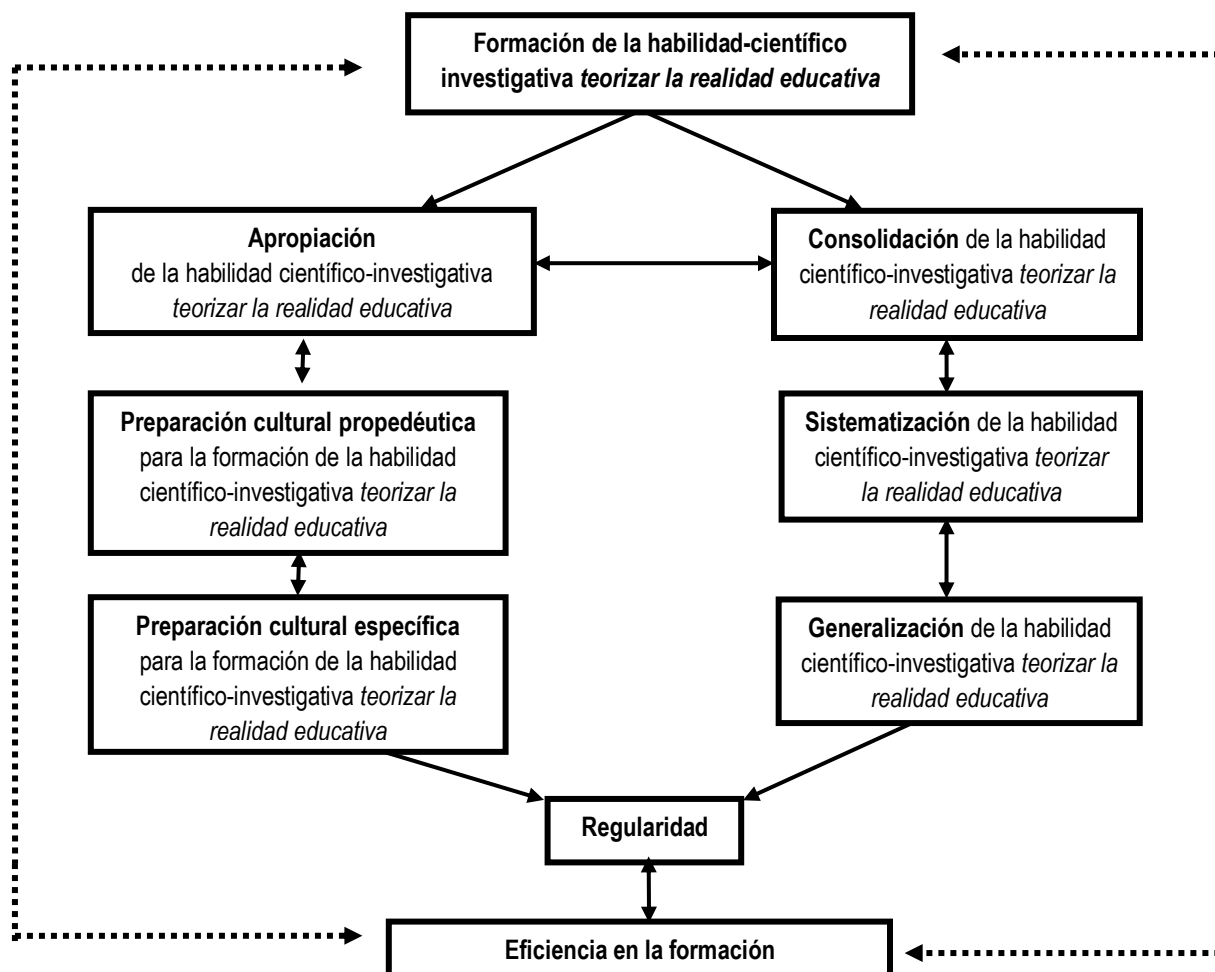 Formación de la habilidad-científico
investigativa teorizar la realidad educativa
Apropiación
de la habilidad científico-investigativa
teorizar la realidad educativa
Consolidación de la habilidad
científico-investigativa teorizar la
realidad educativa
Preparación cultural propedéutica
para la formación de la habilidad
científico-investigativa teorizar la
realidad educativa
Sistematización de la habilidad
científico-investigativa teorizar
la realidad educativa
Preparación cultural específica
para la formación de la habilidad
científico-investigativa teorizar la
realidad educativa
Generalización de la habilidad
científico-investigativa teorizar la
realidad educativa
Regularidad
Eficiencia en la formación